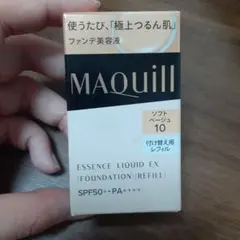 使うたび、「極上つるん肌」
ファンデ美容液
MAQuill
ソフト
ベージュ
10
付け替え用
レフィル
ESSENCE LIQUID EX
(FOUNDATION)(REFILL)
SPF50+・PA++++